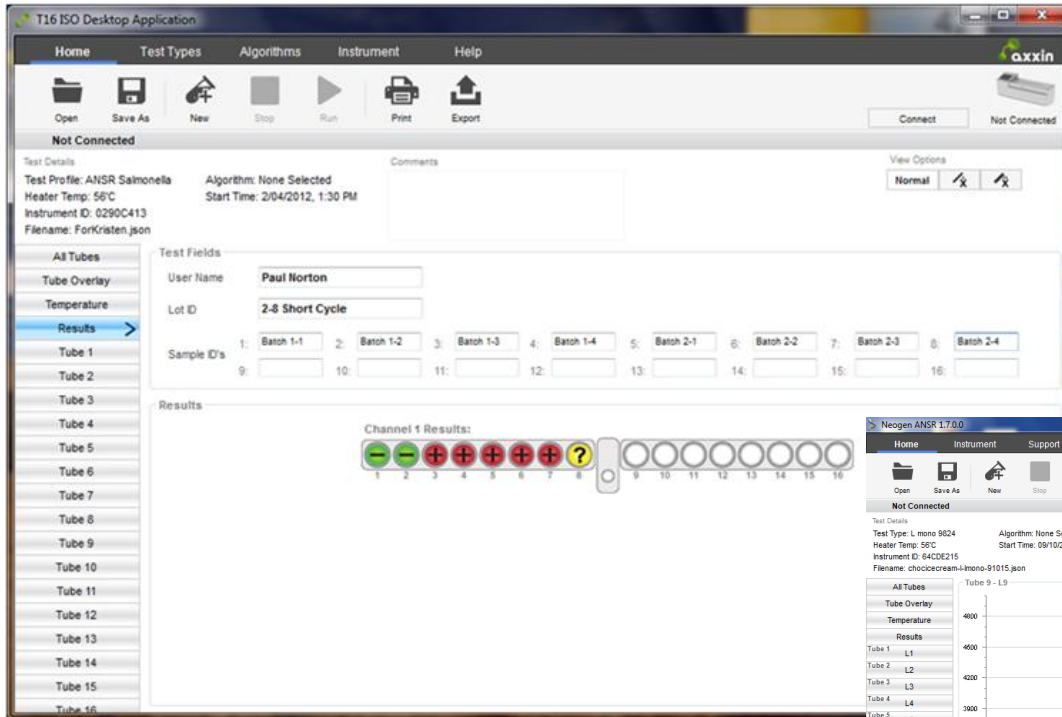 T16 ISO Desktop Application
Home Test Types Algorithms Instrument Help
axxin
Open Save As New Stop Run Print Export
Connect Not Connected
Not Connected
Test Details Comments View Options
Test Profile: ANSR Salmonella Algorithm: None Selected Normal
Heater Temp: 56°C Start Time: 2/04/2012, 1:30 PM
Instrument ID: 0290C413
Filename: ForKristen.json
All Tubes
Tube Overlay
Temperature
Results
Tube 1
Tube 2
Tube 3
Tube 4
Tube 5
Tube 6
Tube 7
Tube 8
Tube 9
Tube 10
Tube 11
Tube 12
Tube 13
Tube 14
Tube 15
Tube 16
Test Fields
User Name Paul Norton
Lot ID 2-8 Short Cycle
Sample ID's
1: Batch 1-1 2: Batch 1-2 3: Batch 1-3 4: Batch 1-4 5: Batch 2-1 6: Batch 2-2 7: Batch 2-3 8: Batch 2-4
9: 10: 11: 12: 13: 14: 15: 16:
Results
Channel 1 Results:
− − + + + + + ?
1 2 3 4 5 6 7 8 9 10 11 12 13 14 15 16
Neogen ANSR 1.7.0.0
Home Instrument Support
Open Save As New Stop
Not Connected
Test Details
Test Type: L mono 9824 Algorithm: None Se
Heater Temp: 56°C Start Time: 09/10/2
Instrument ID: 64CDE215
Filename: chocicecream-l-lmono-91015.json
All Tubes
Tube Overlay
Temperature
Results
Tube 1 L1
Tube 2 L2
Tube 3 L3
Tube 4 L4
Tube 5
Tube 9 - L9
4800
4500
4200
3900